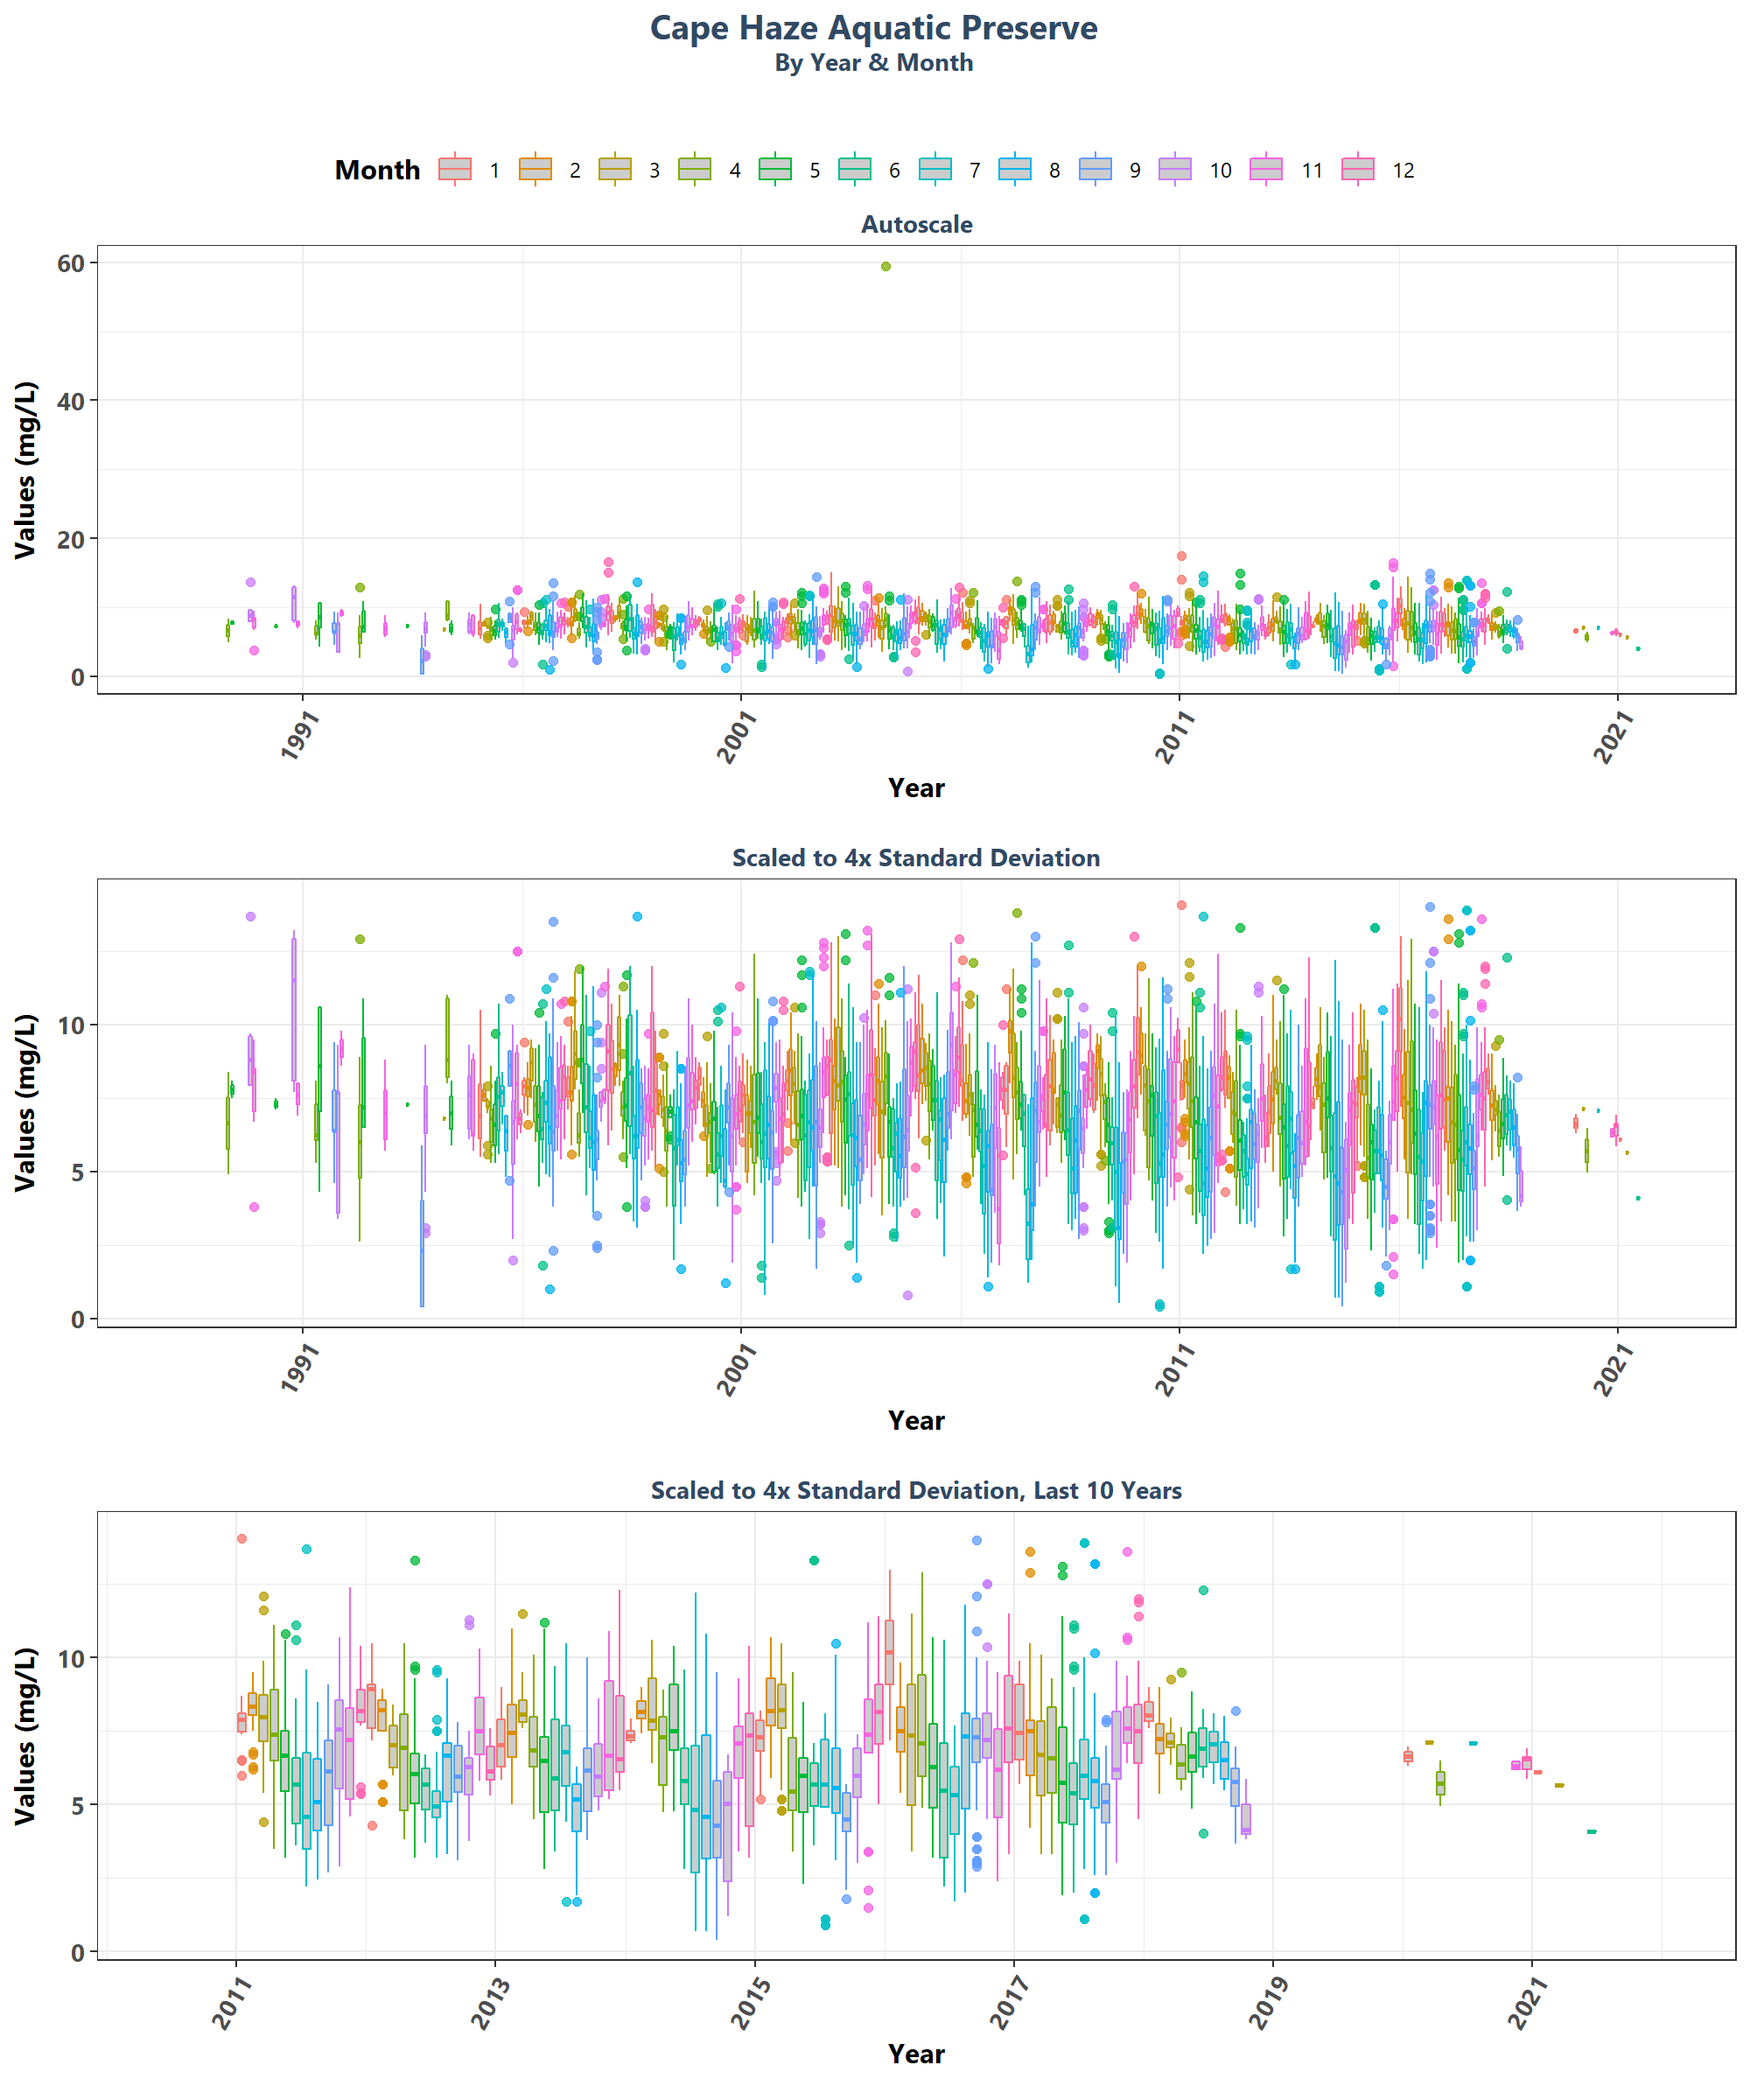 Cape Haze Aquatic Preserve
By Year & Month
Month 1 2 3 4 5 6 7 8 9 10 11 12
Autoscale
Values (mg/L)
60
40
20
0
1991 2001 2011 2021
Year
Scaled to 4x Standard Deviation
Values (mg/L)
10
5
0
1991 2001 2011 2021
Year
Scaled to 4x Standard Deviation, Last 10 Years
Values (mg/L)
10
5
0
2011 2013 2015 2017 2019 2021
Year